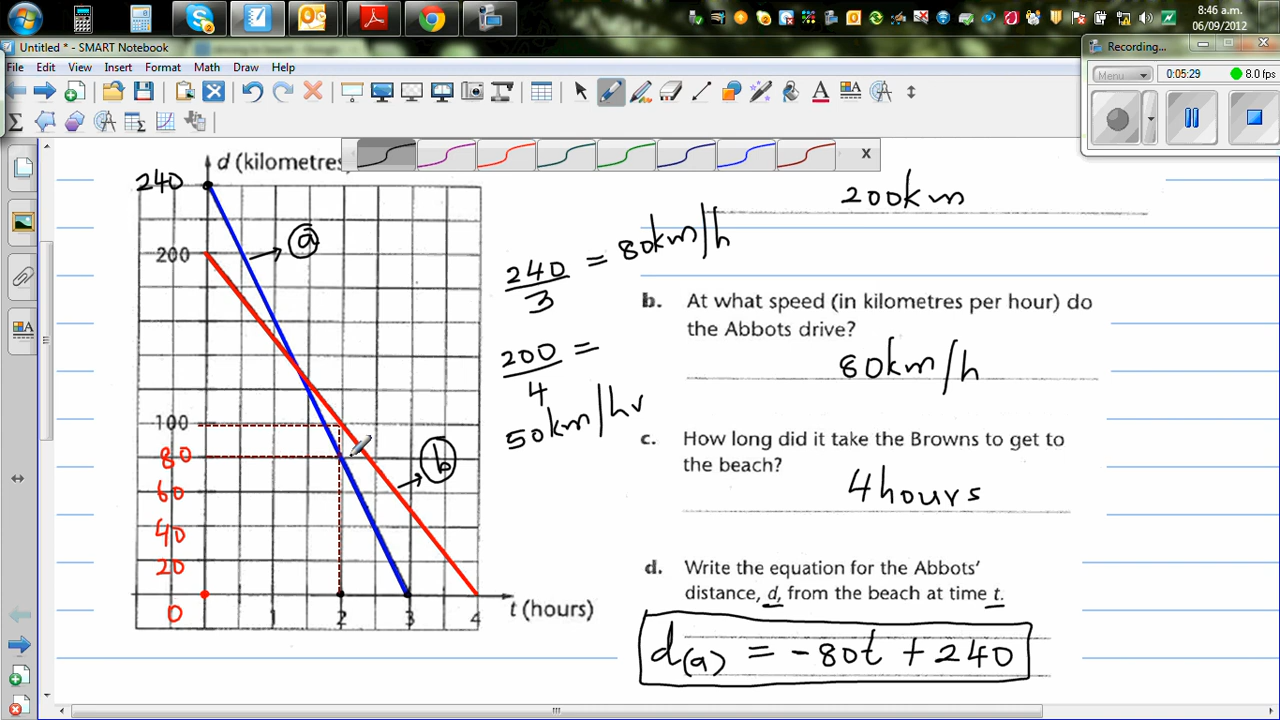 8:46 a.m.
06/09/2012
Untitled * - SMART Notebook
File Edit View Insert Format Math Draw Help
Recording...
Menu
0:05:29
8.0 fps
x
d (kilometres
240
200
100
80
60
40
20
0
1
2
3
4
t (hours)
a
b
240
3
= 80km/h
200 =
4
50km/hr
200km
b. At what speed (in kilometres per hour) do
the Abbots drive?
80km/h
c. How long did it take the Browns to get to
the beach?
4hours
d. Write the equation for the Abbots’
distance, d, from the beach at time t.
d(a) = -80t + 240